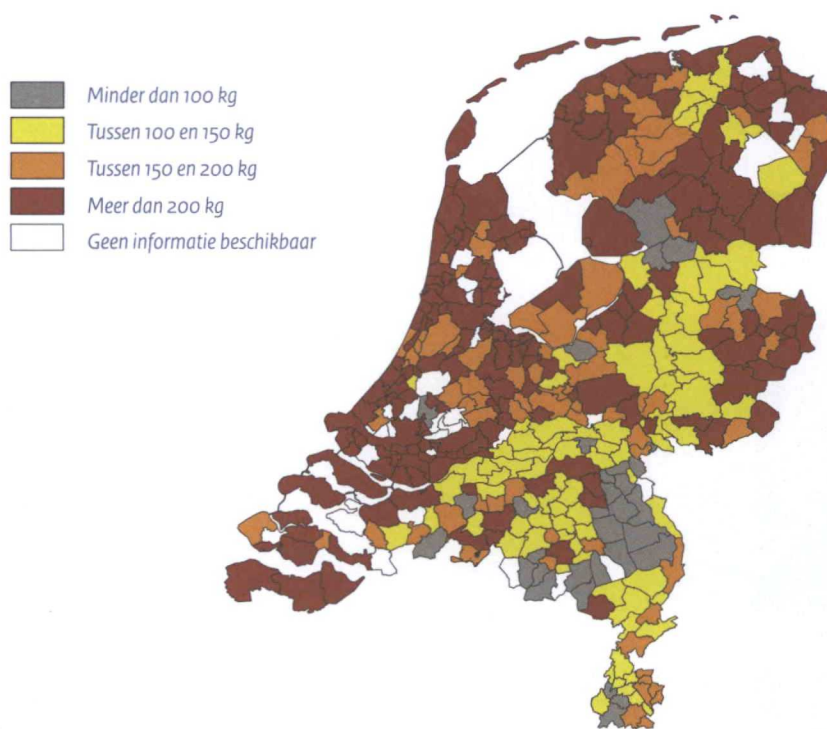 Minder dan 100 kg
Tussen 100 en 150 kg
Tussen 150 en 200 kg
Meer dan 200 kg
Geen informatie beschikbaar